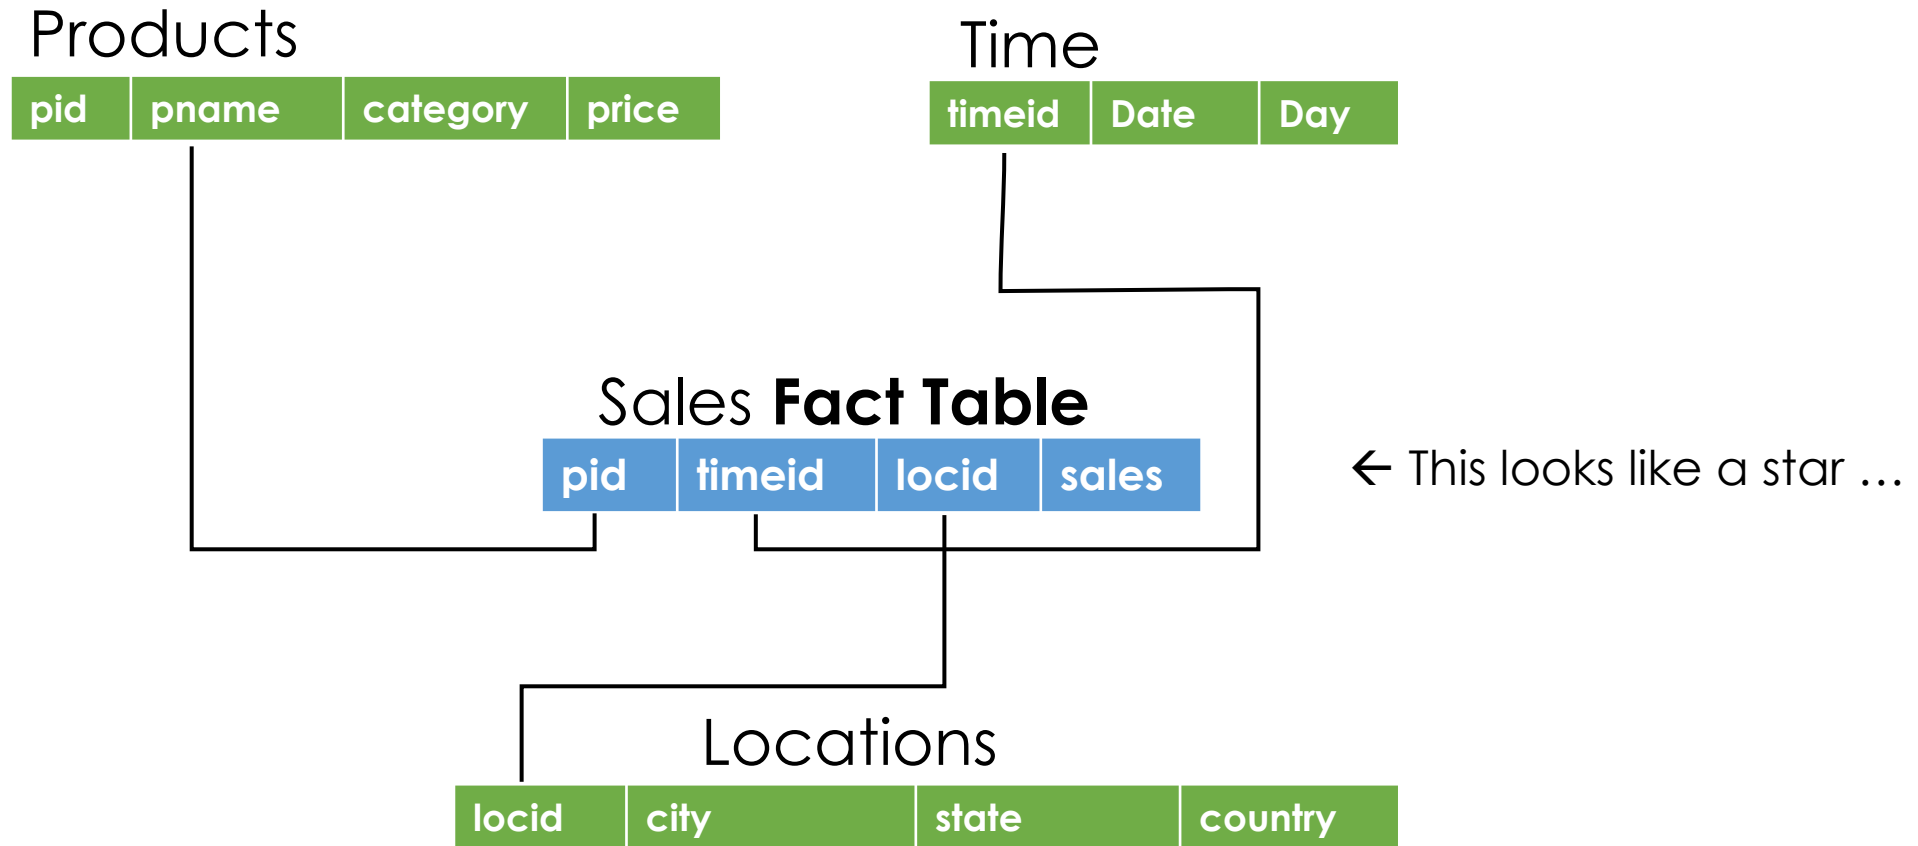 Products
pid pname category price
Time
timeid Date Day
Sales Fact Table
pid timeid locid sales
← This looks like a star …
Locations
locid city state country